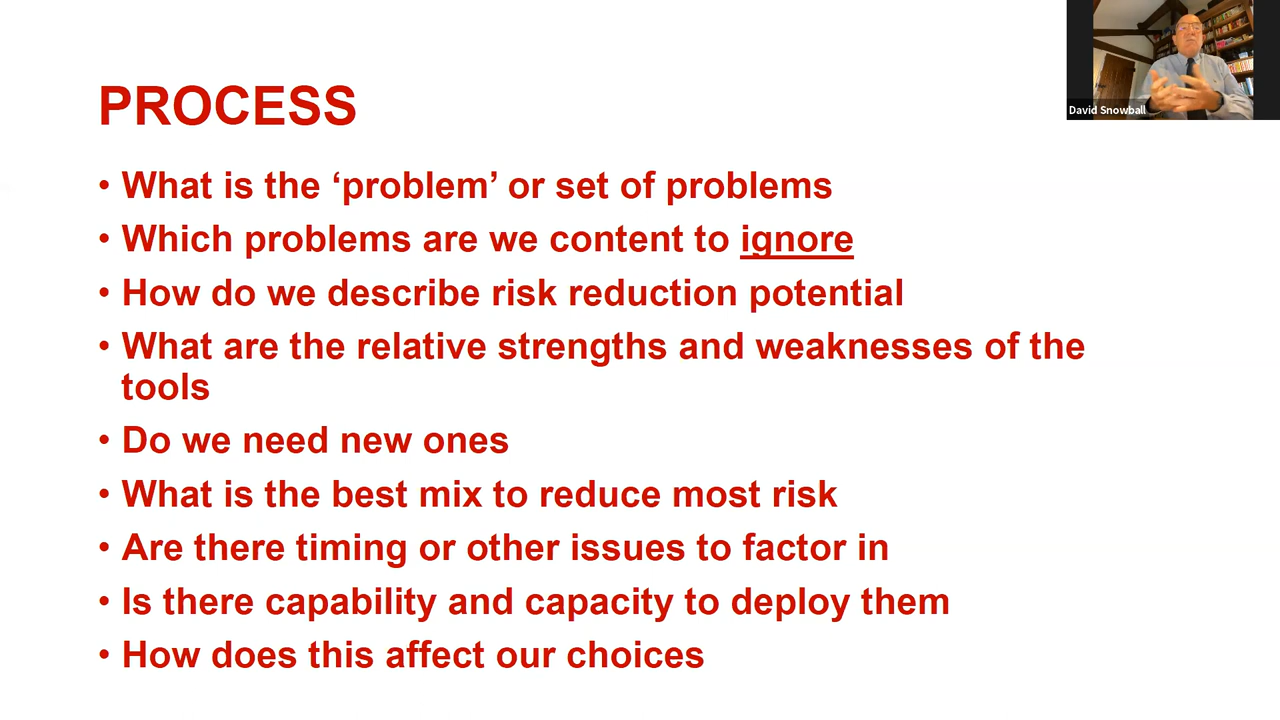 PROCESS
• What is the ‘problem’ or set of problems
• Which problems are we content to ignore
• How do we describe risk reduction potential
• What are the relative strengths and weaknesses of the
tools
• Do we need new ones
• What is the best mix to reduce most risk
• Are there timing or other issues to factor in
• Is there capability and capacity to deploy them
• How does this affect our choices
David Snowball